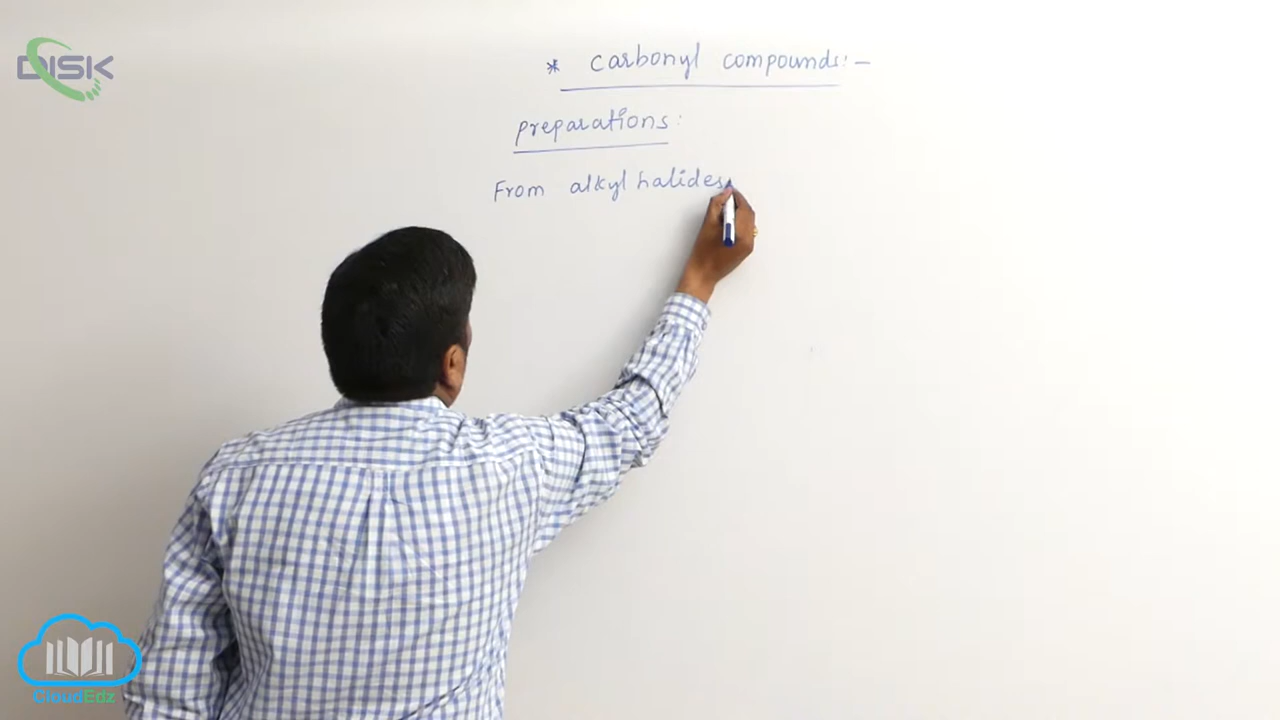 DISK
* carbonyl compounds:-
preparations:
From alkyl halides
CloudEdz